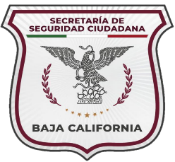 SECRETARÍA DE
SEGURIDAD CIUDADANA
BAJA CALIFORNIA